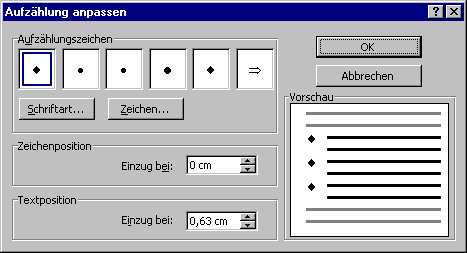 Aufzählung anpassen
Aufzählungszeichen
OK
Abbrechen
Schriftart...
Zeichen...
Vorschau
Zeichenposition
Einzug bei: 0 cm
Textposition
Einzug bei: 0,63 cm